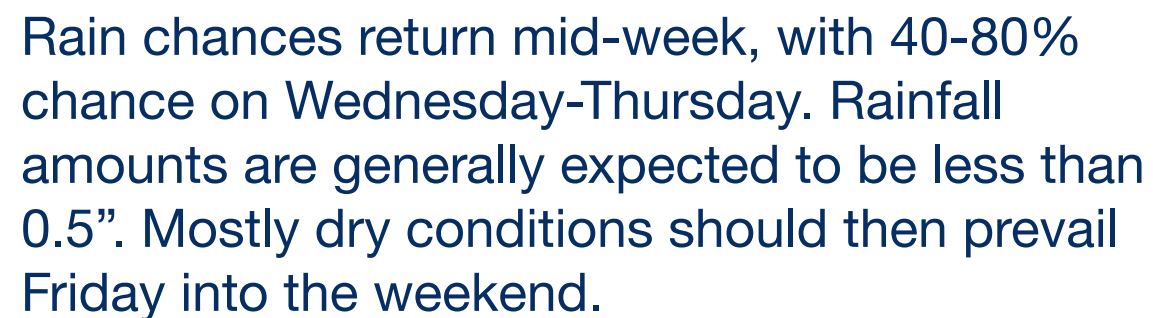 Rain chances return mid-week, with 40-80%
chance on Wednesday-Thursday. Rainfall
amounts are generally expected to be less than
0.5”. Mostly dry conditions should then prevail
Friday into the weekend.